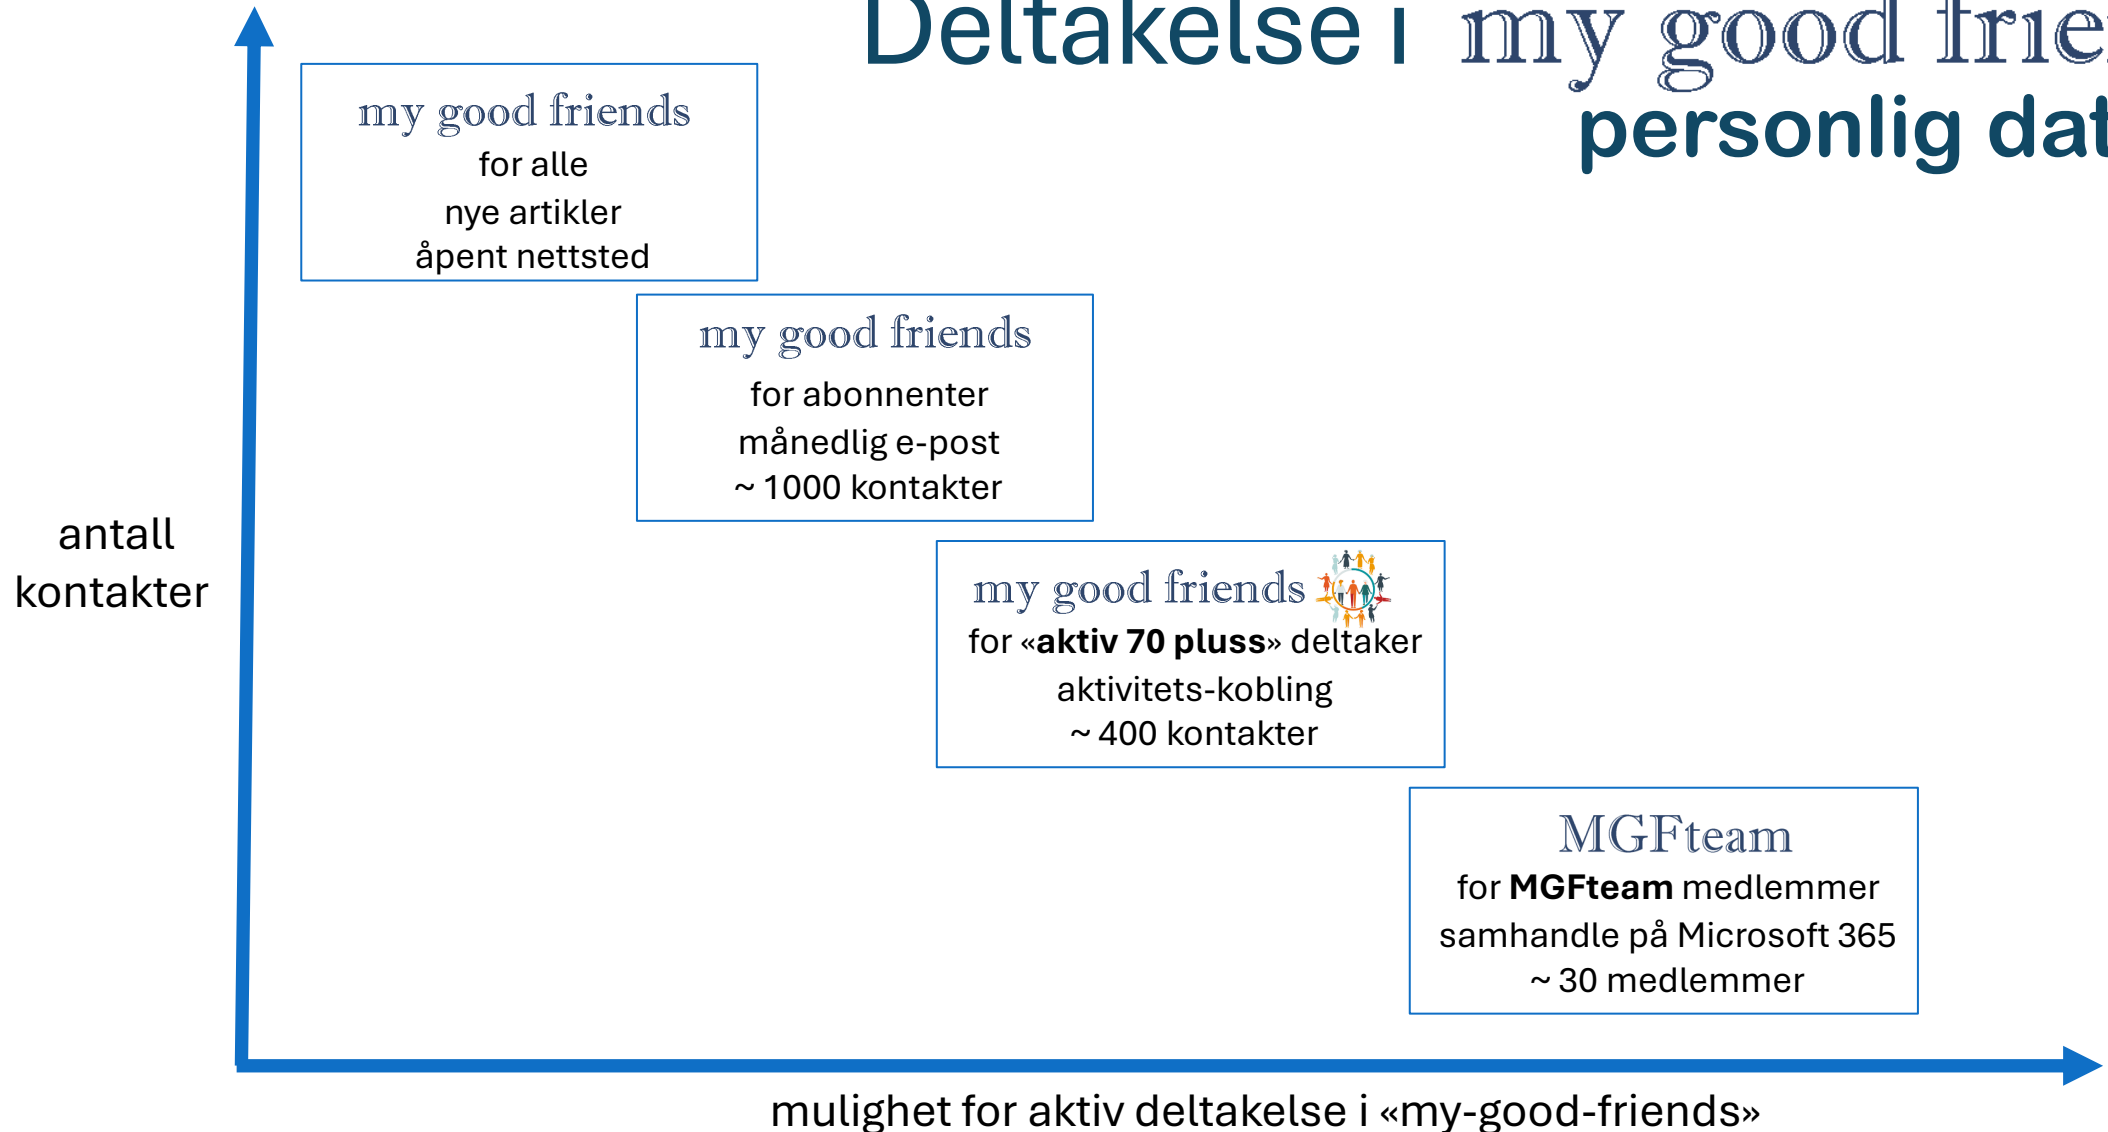 Deltakelse i my good
personlig
my good friends
for alle
nye artikler
åpent nettsted
my good friends
for abonnenter
månedlig e-post
~ 1000 kontakter
antall
kontakter
my good friends
for «aktiv 70 pluss» deltaker
aktivitets-kobling
~ 400 kontakter
MGFteam
for MGFteam medlemmer
samhandle på Microsoft 365
~ 30 medlemmer
mulighet for aktiv deltakelse i «my-good-friends»